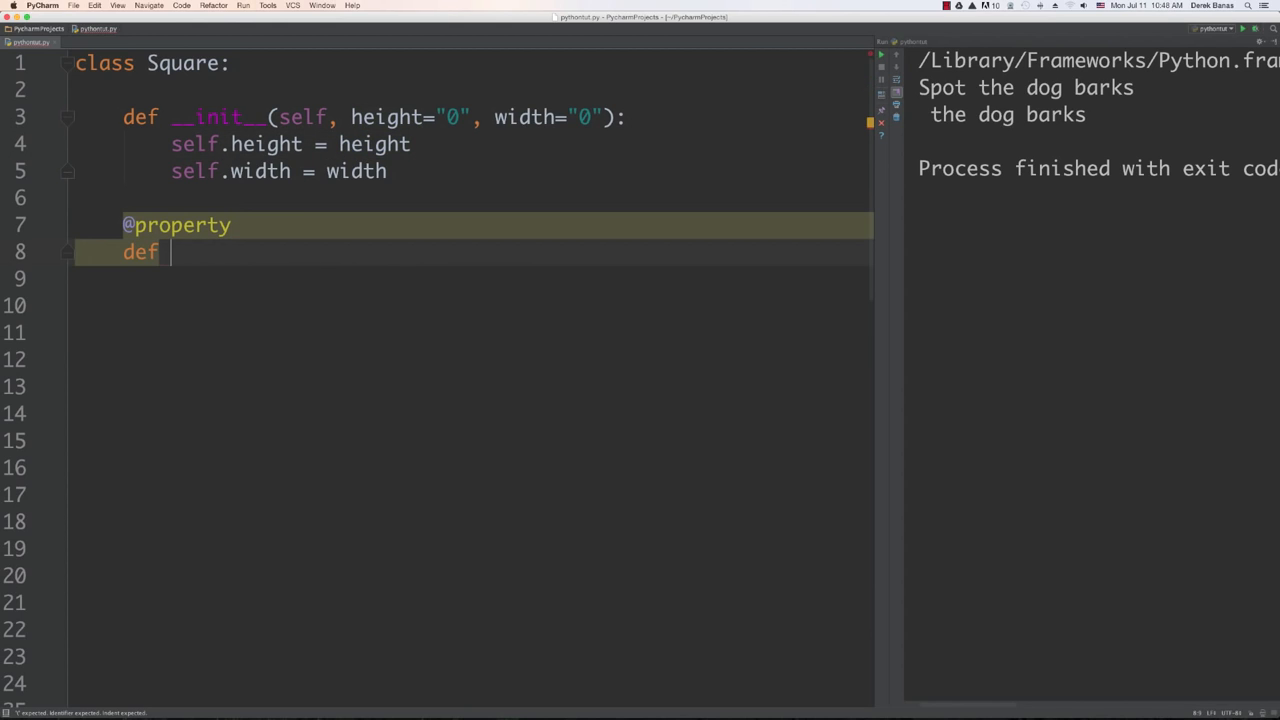 PyCharm File Edit View Navigate Code Refactor Run Tools VCS Window Help
10 Mon Jul 11 10:48 AM Derek Banas
pythontut.py - PycharmProjects - [~/PycharmProjects]
PycharmProjects pythontut.py
pythontut
pythontut.py
Run pythontut
1 class Square:
2
3 def __init__(self, height="0", width="0"):
4 self.height = height
5 self.width = width
6
7 @property
8 def
9
10
11
12
13
14
15
16
17
18
19
20
21
22
23
24
/Library/Frameworks/Python.fra
Spot the dog barks
the dog barks
Process finished with exit cod
'(' expected. Identifier expected. Indent expected.
8:5 LF÷ UTF-8÷